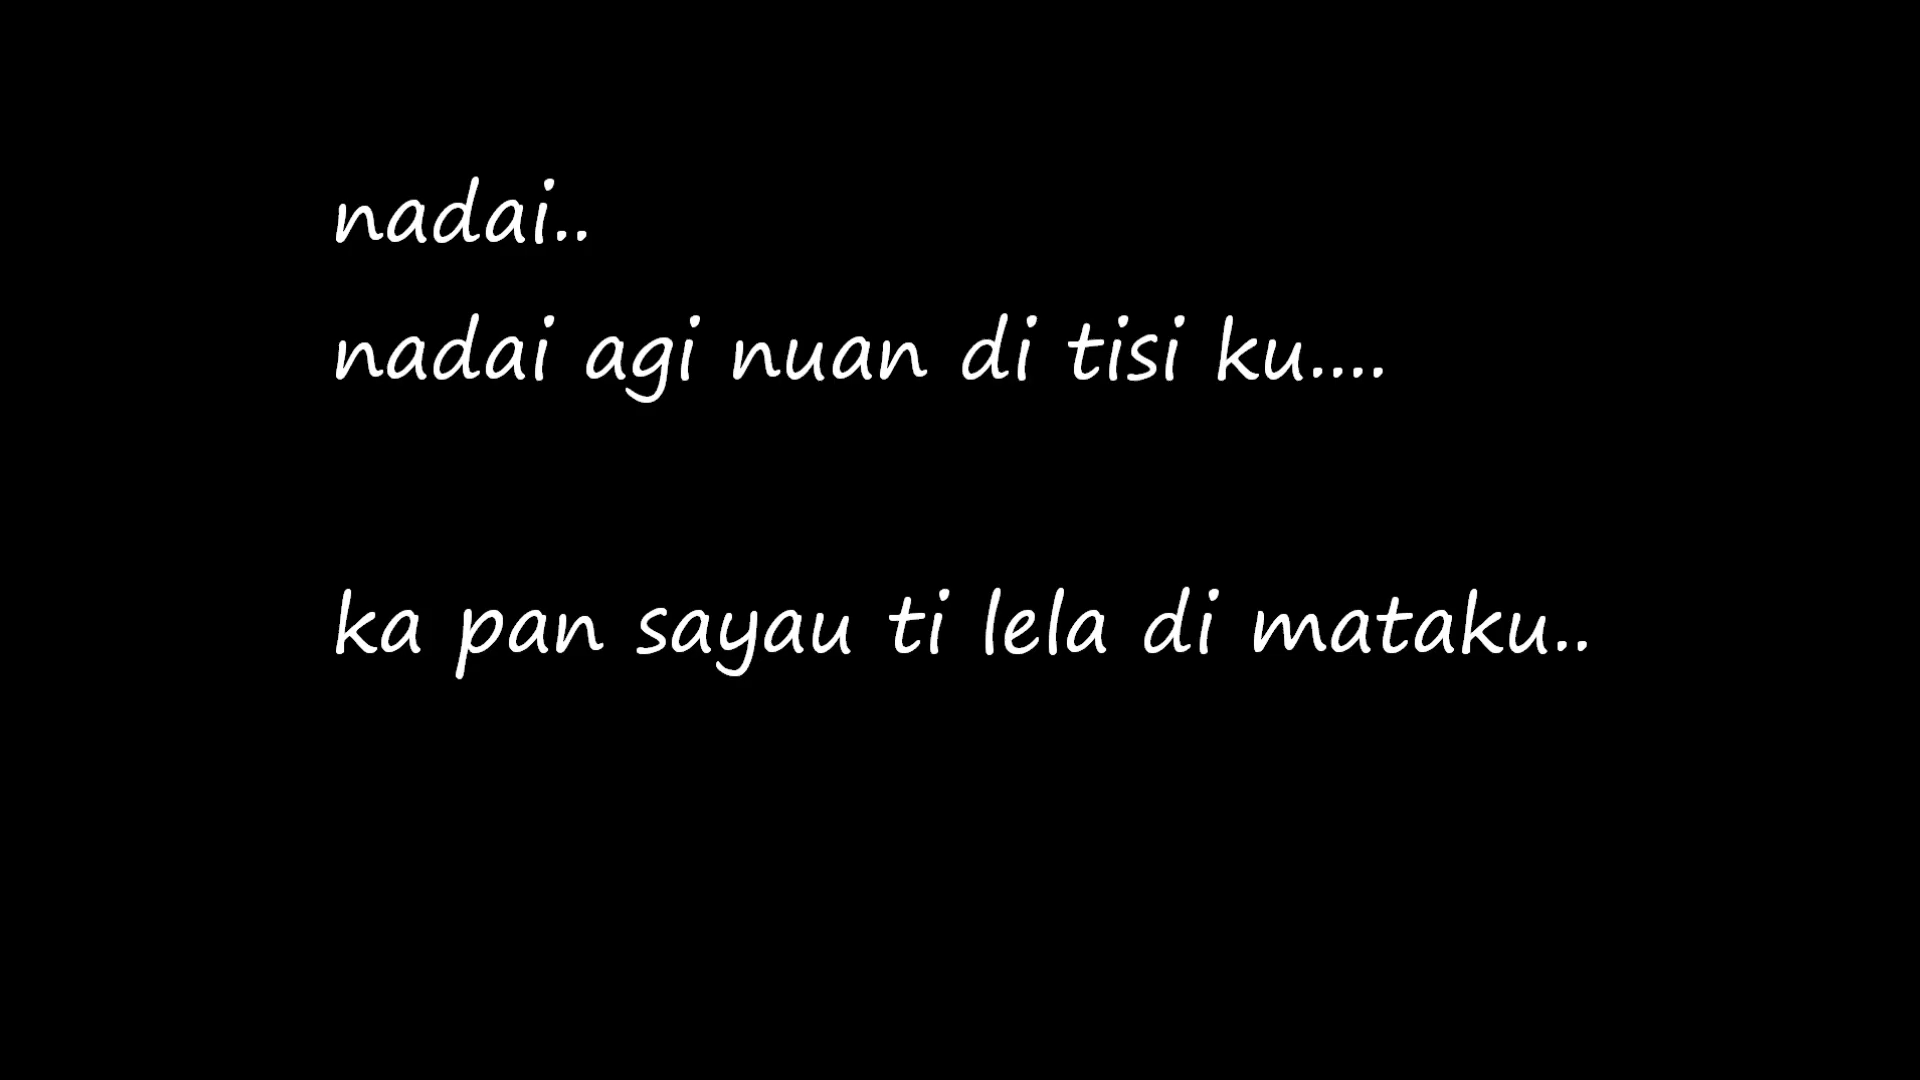 nadai..
nadai agi nuan di tisi ku....
ka pan sayau ti lela di mataku..